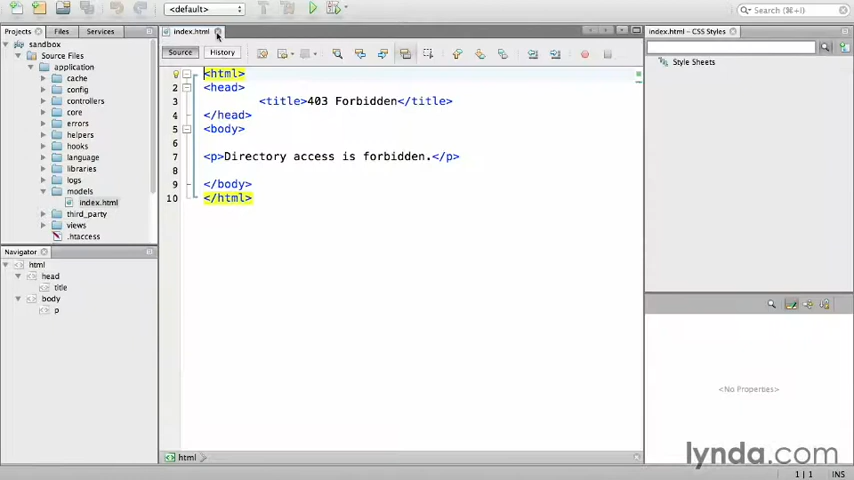 <default>
Search (⌘+I)
Projects
Files
Services
index.html
index.html - CSS Styles
sandbox
Source Files
application
cache
config
controllers
core
errors
helpers
hooks
language
libraries
logs
models
index.html
third_party
views
.htaccess
Source
History
1 <html>
2 <head>
3 <title>403 Forbidden</title>
4 </head>
5 <body>
6
7 <p>Directory access is forbidden.</p>
8
9 </body>
10 </html>
Style Sheets
Navigator
html
head
title
body
p
<No Properties>
html
lynda.com
1 | 1
INS